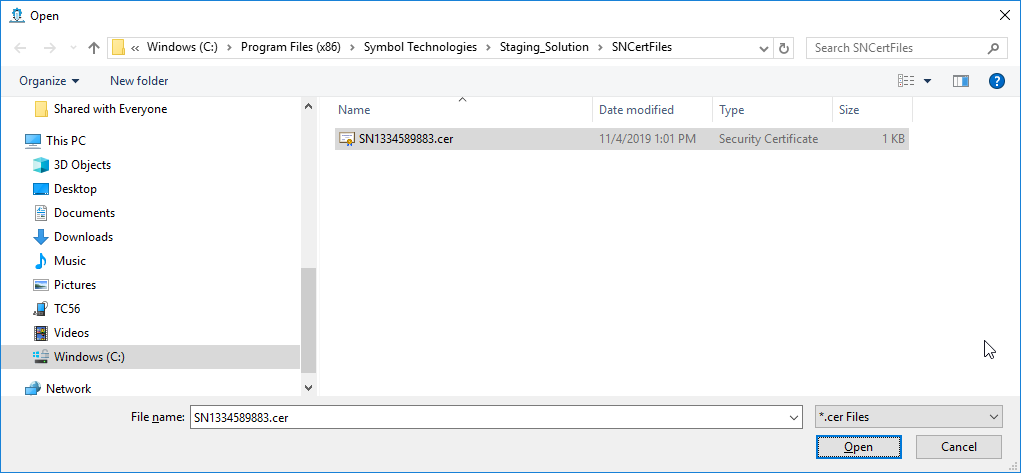 Open
« Windows (C:) > Program Files (x86) > Symbol Technologies > Staging_Solution > SNCertFiles
Search SNCertFiles
Organize
New folder
?
Shared with Everyone
This PC
3D Objects
Desktop
Documents
Downloads
Music
Pictures
TC56
Videos
Windows (C:)
Network
Name Date modified Type Size
SN1334589883.cer 11/4/2019 1:01 PM Security Certificate 1 KB
File name: SN1334589883.cer
*.cer Files
Open
Cancel